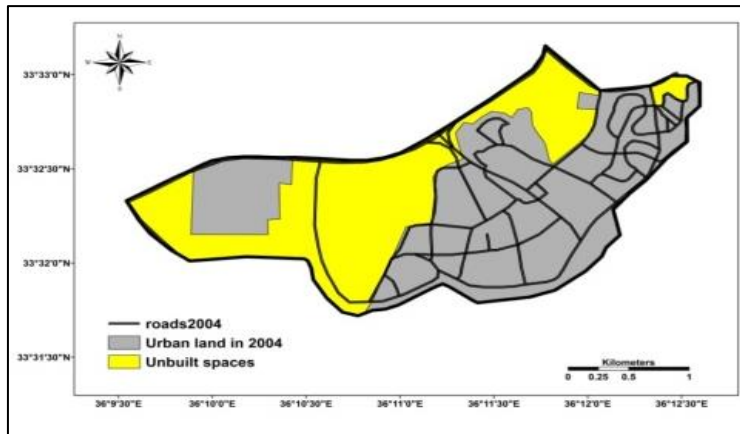 N
W E
S
33°33'0"N
33°32'30"N
33°32'0"N
33°31'30"N
roads2004
Urban land in 2004
Unbuilt spaces
Kilometers
0 0.25 0.5 1
36°9'30"E 36°10'0"E 36°10'30"E 36°11'0"E 36°11'30"E 36°12'0"E 36°12'30"E